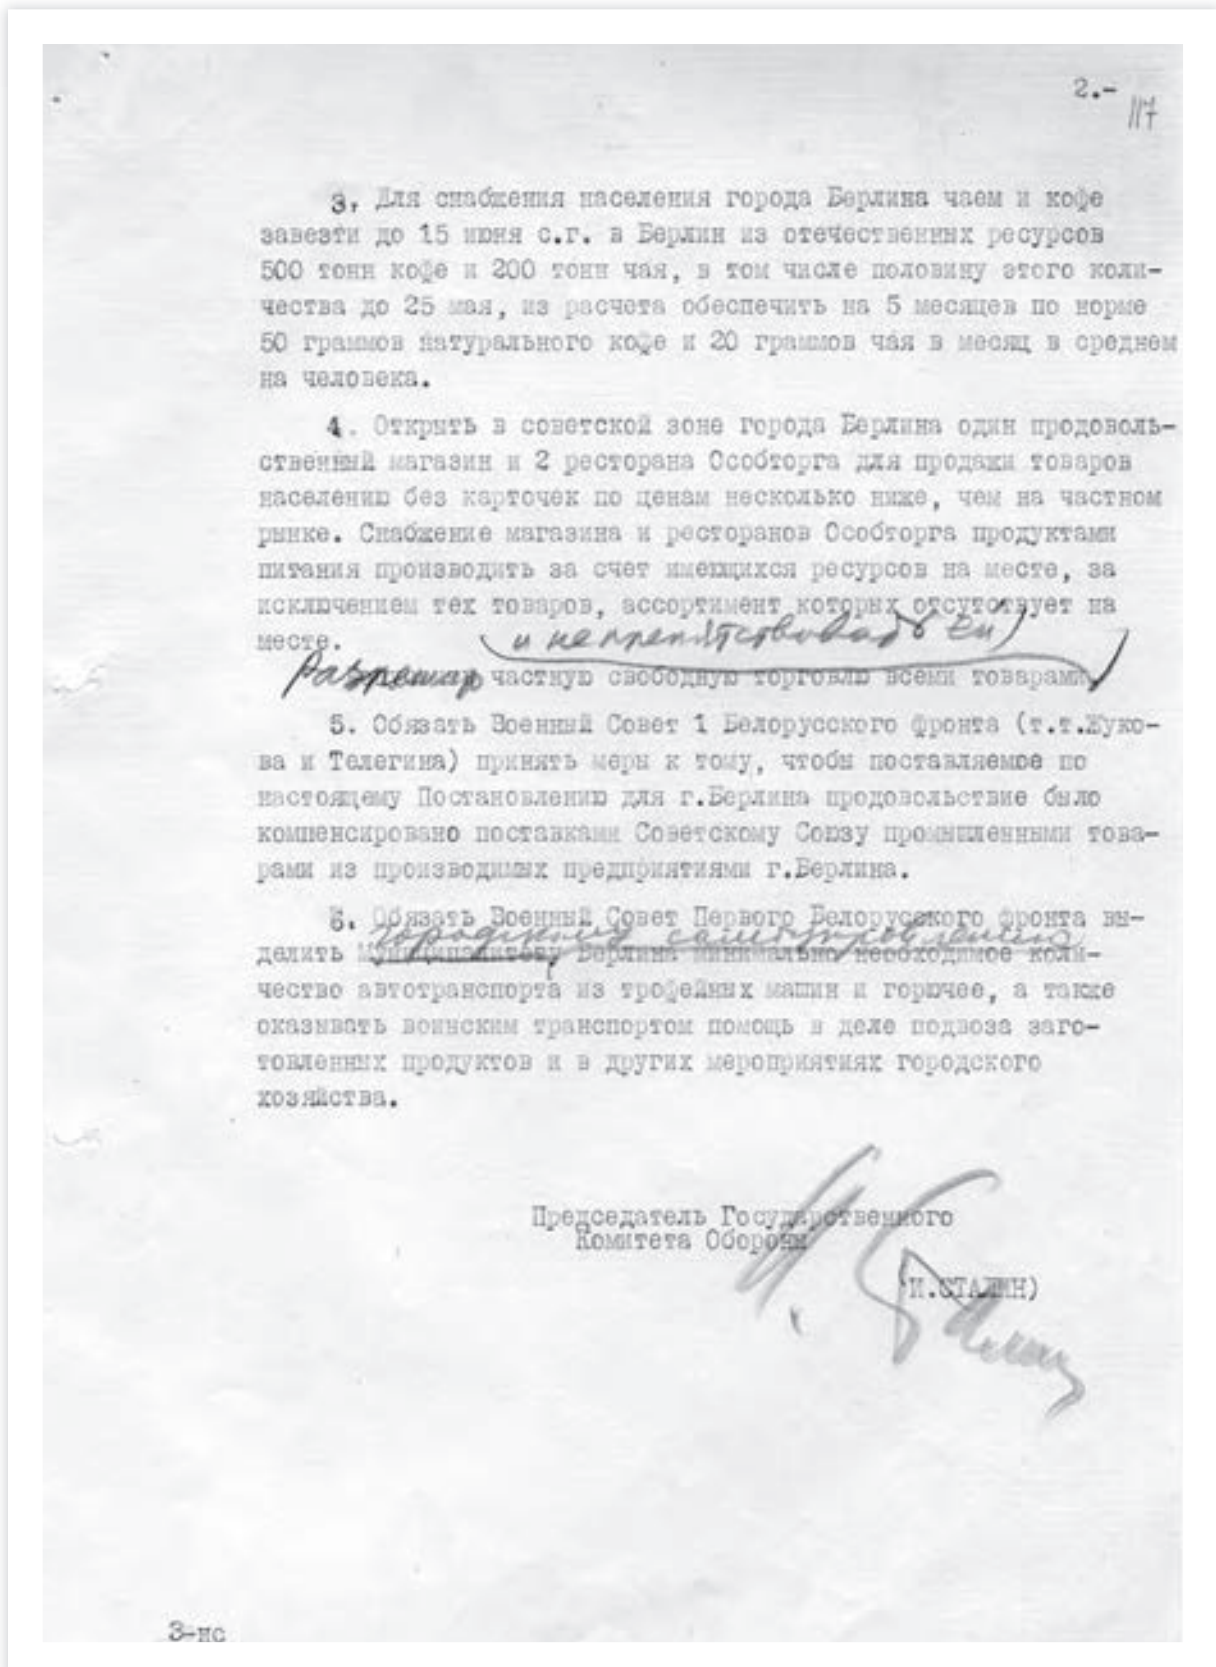 2.-
117
3. Для снабжения населения города Берлина чаем и кофе
завезти до 15 июня с.г. в Берлин из отечественных ресурсов
500 тонн кофе и 200 тонн чая, в том числе половину этого коли-
чества до 25 мая, из расчета обеспечить на 5 месяцев по норме
50 граммов натурального кофе и 20 граммов чая в месяц в среднем
на человека.
4. Открыть в советской зоне города Берлина один продоволь-
ственный магазин и 2 ресторана Особторга для продажи товаров
населению без карточек по ценам несколько ниже, чем на частном
рынке. Снабжение магазина и ресторанов Особторга продуктами
питания производить за счет имеющихся ресурсов на месте, за
исключением тех товаров, ассортимент которых отсутствует на
месте.
и не препятствовать ей
Разрешить частную свободную торговлю всеми товарами
5. Обязать Военный Совет 1 Белорусского фронта (т.т.Жуко-
ва и Телегина) принять меры к тому, чтобы поставляемое по
настоящему Постановлению для г.Берлина продовольствие было
компенсировано поставками Советскому Союзу промышленными това-
рами из производимых предприятиями г.Берлина.
6. Обязать Военный Совет Первого Белорусского фронта вы-
городскому самоуправлению
делить Муниципалитету Берлина минимально необходимое коли-
чество автотранспорта из трофейных машин и горючее, а также
оказывать воинским транспортом помощь в деле подвоза заго-
товленных продуктов и в других мероприятиях городского
хозяйства.
Председатель Государственного
Комитета Обороны
И. Сталин
(И.СТАЛИН)
3-нс